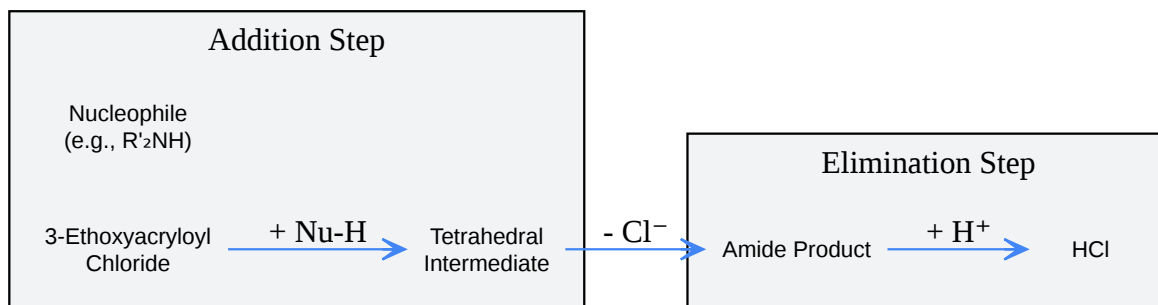 Addition Step
Nucleophile
(e.g., R'₂NH)
3-Ethoxyacryloyl
Chloride
+ Nu-H
Tetrahedral
Intermediate
- Cl⁻
Elimination Step
Amide Product
+ H⁺
HCl